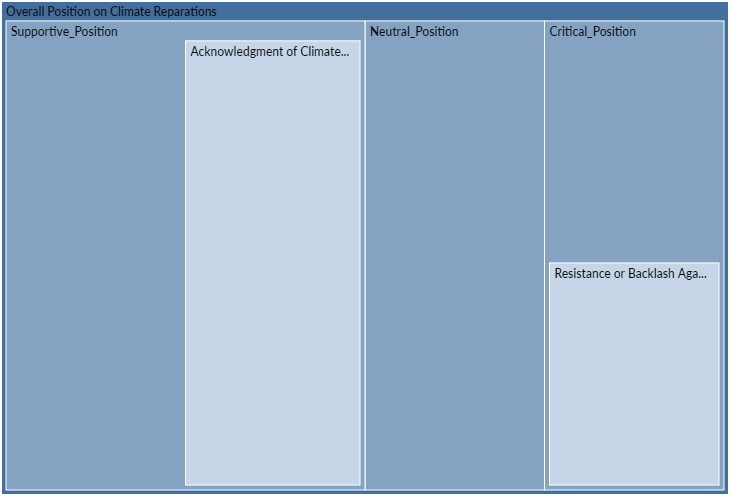 Overall Position on Climate Reparations
Supportive_Position
Neutral_Position
Critical_Position
Acknowledgment of Climate...
Resistance or Backlash Aga...